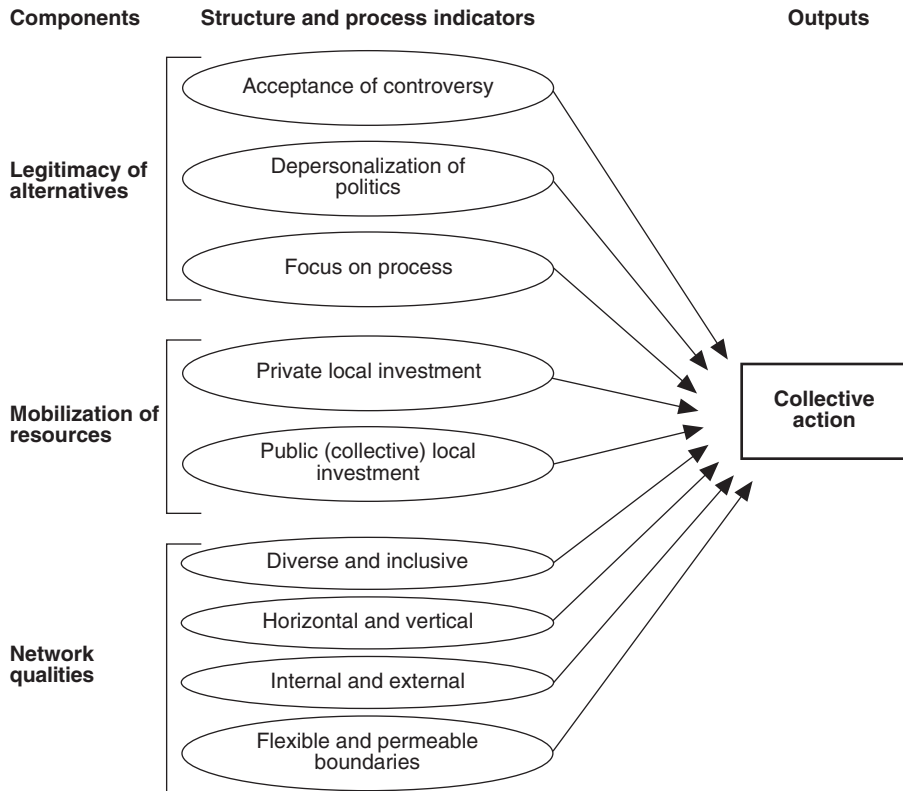 Components
Structure and process indicators
Outputs
Legitimacy of
alternatives
Acceptance of controversy
Depersonalization of
politics
Focus on process
Mobilization of
resources
Private local investment
Public (collective) local
investment
Network
qualities
Diverse and inclusive
Horizontal and vertical
Internal and external
Flexible and permeable
boundaries
Collective
action